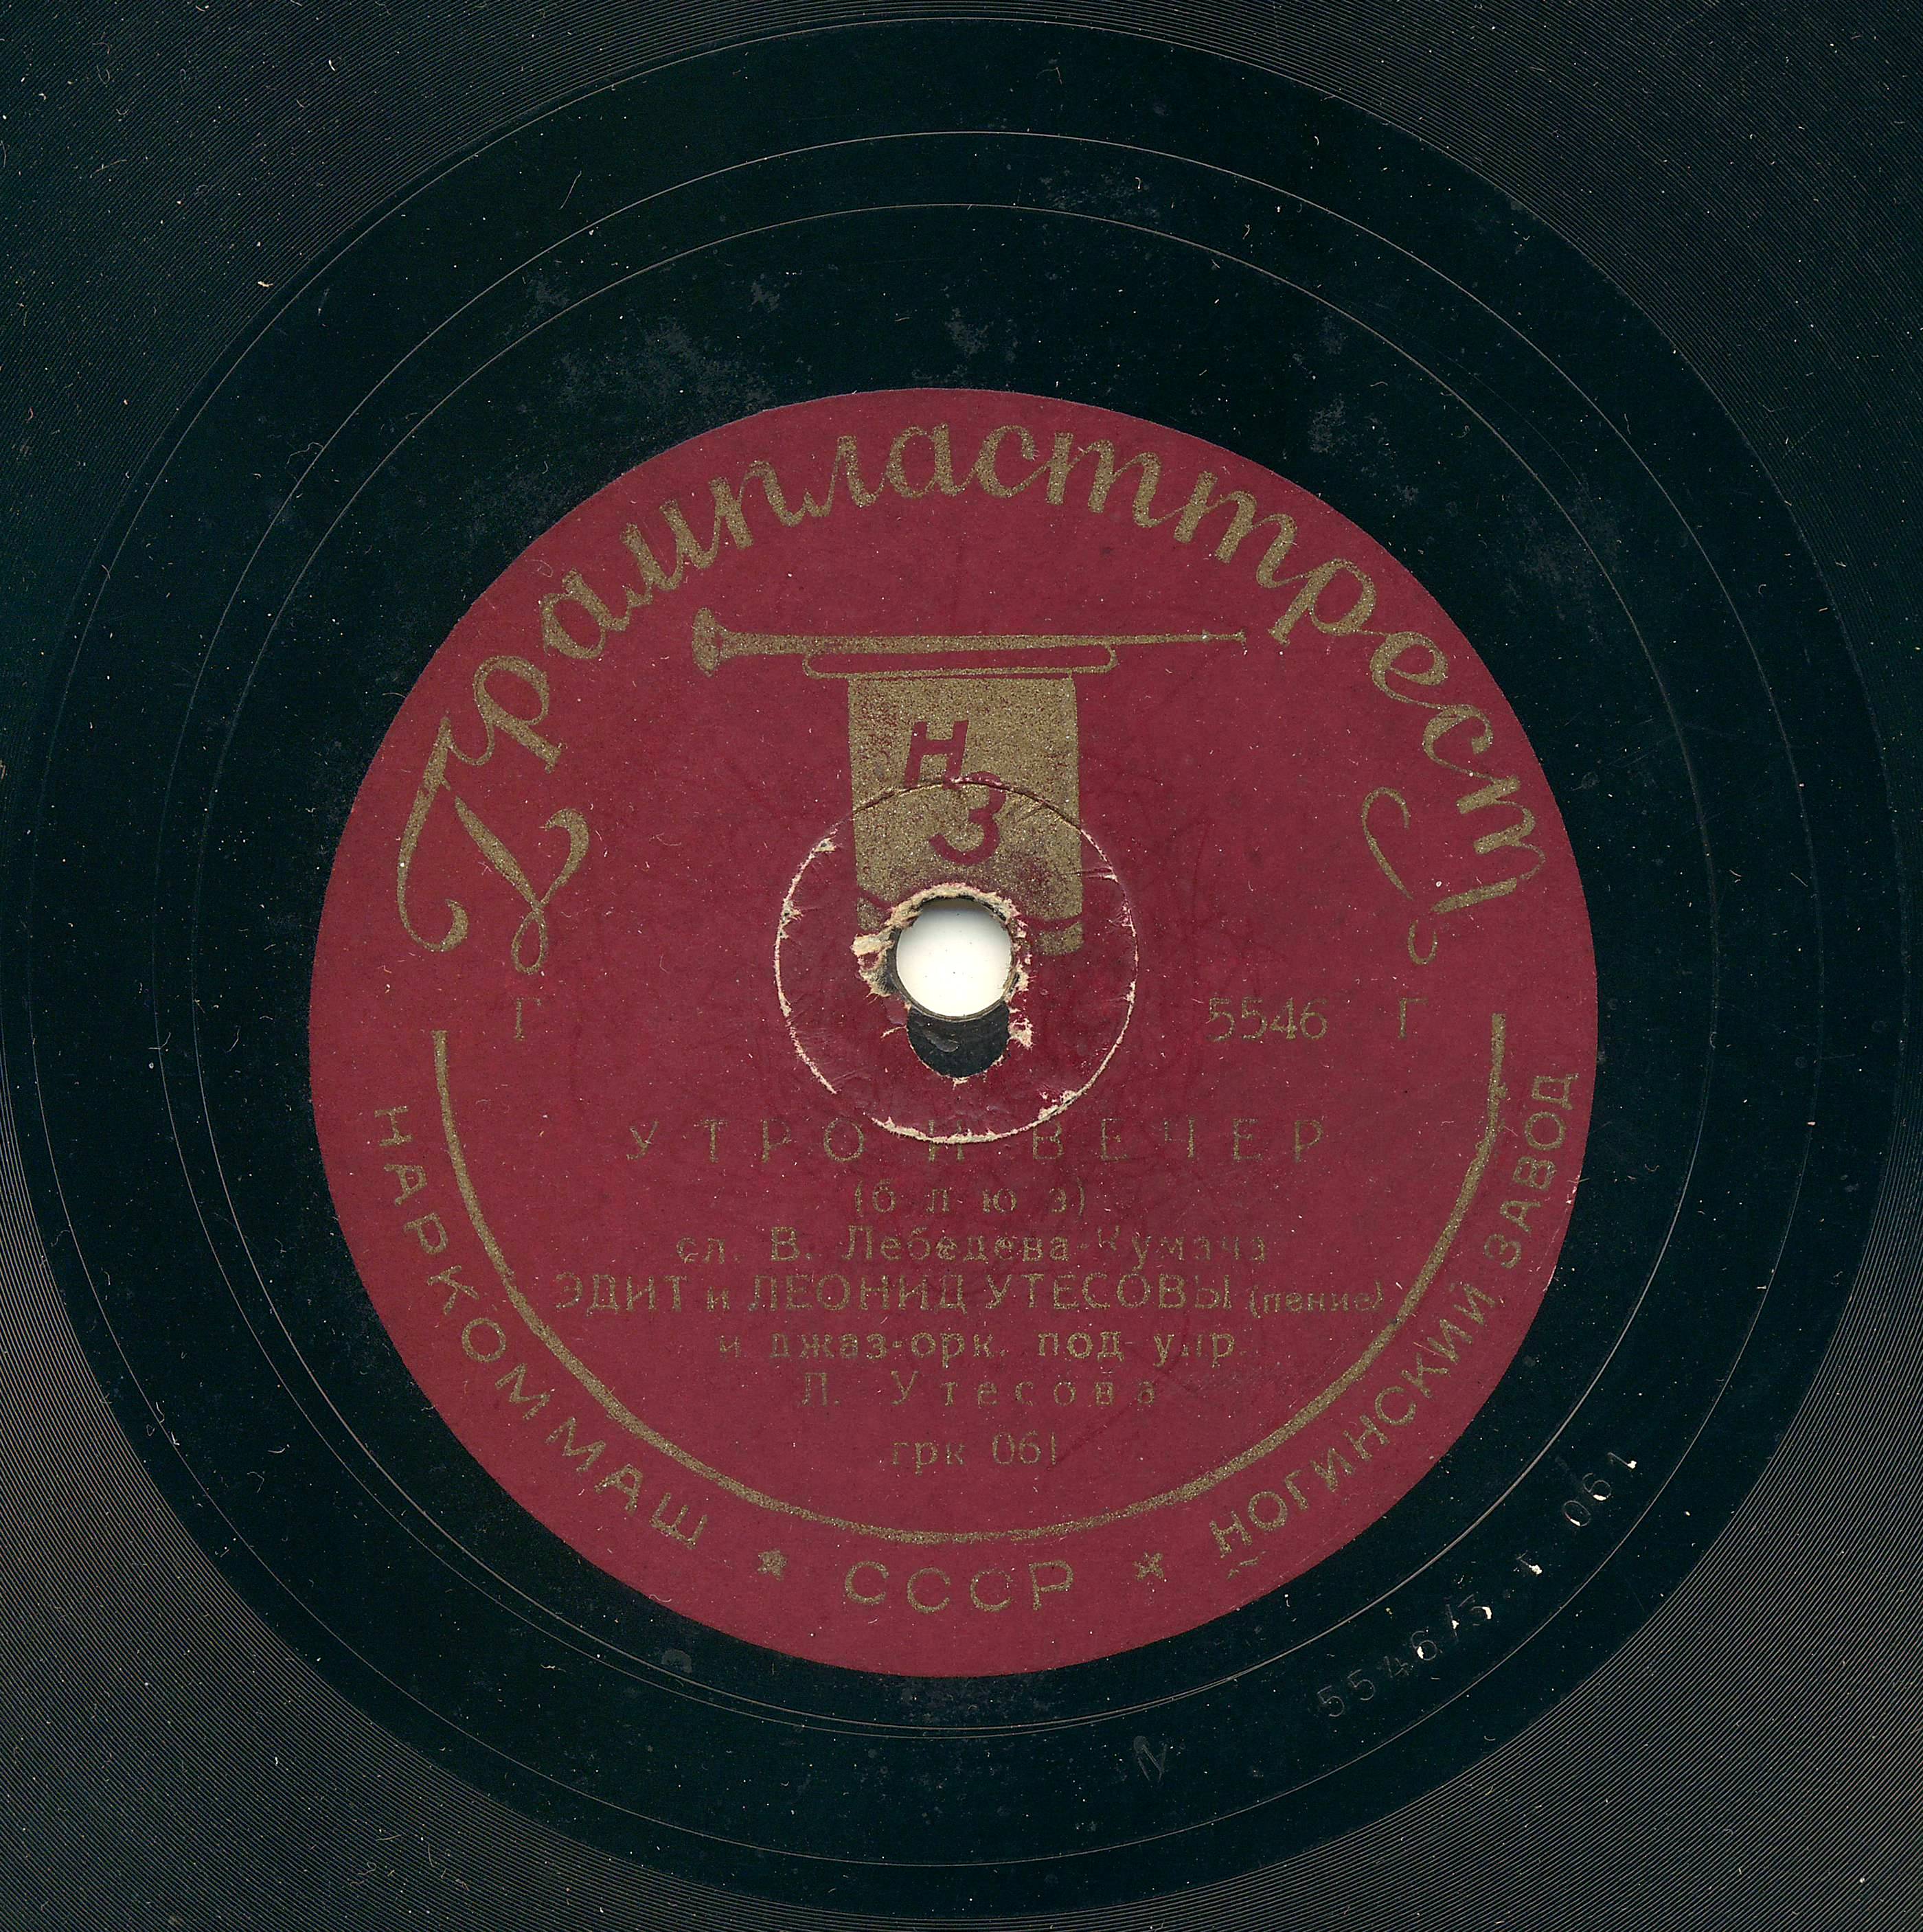 Грампласттрест
НЗ
Г 5546 Г
УТРО И ВЕЧЕР
(блюз)
сл. В. Лебедева-Кумача
ЭДИТ и ЛЕОНИД УТЕСОВЫ (пение)
и джаз-орк. под упр.
Л. Утесова
грк 061
НАРКОММАШ ★ СССР ★ НОГИНСКИЙ ЗАВОД